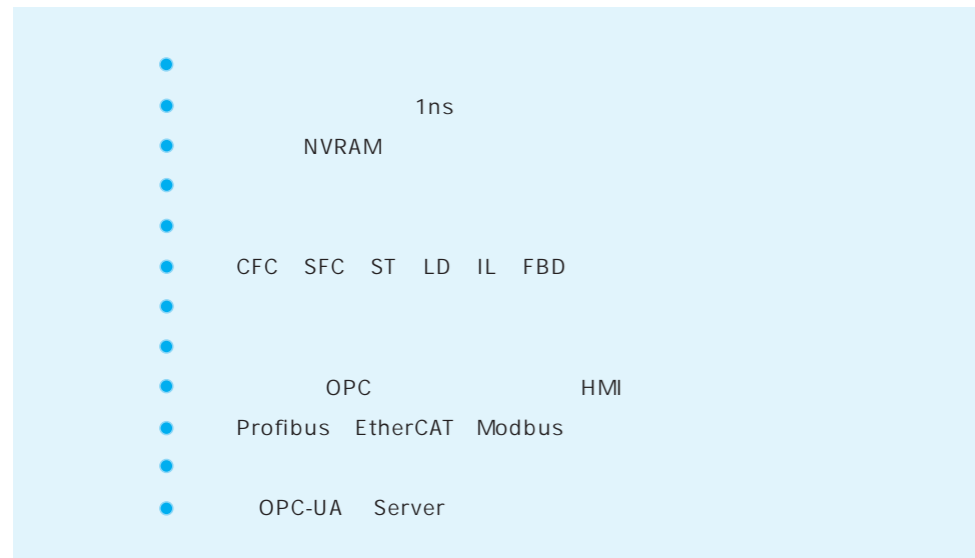 1ns
NVRAM
CFC SFC ST LD IL FBD
OPC HMI
Profibus EtherCAT Modbus
OPC-UA Server